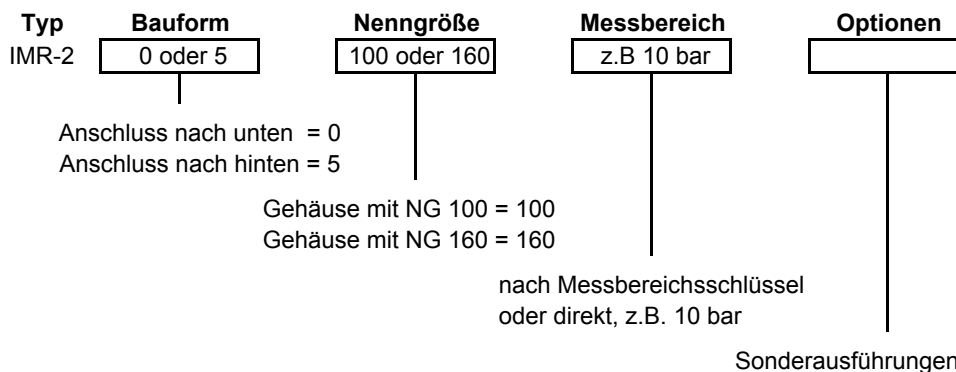 Typ Bauform Nenngröße Messbereich Optionen
IMR-2 0 oder 5 100 oder 160 z.B 10 bar
Anschluss nach unten = 0
Anschluss nach hinten = 5
Gehäuse mit NG 100 = 100
Gehäuse mit NG 160 = 160
nach Messbereichsschlüssel
oder direkt, z.B. 10 bar
Sonderausführungen